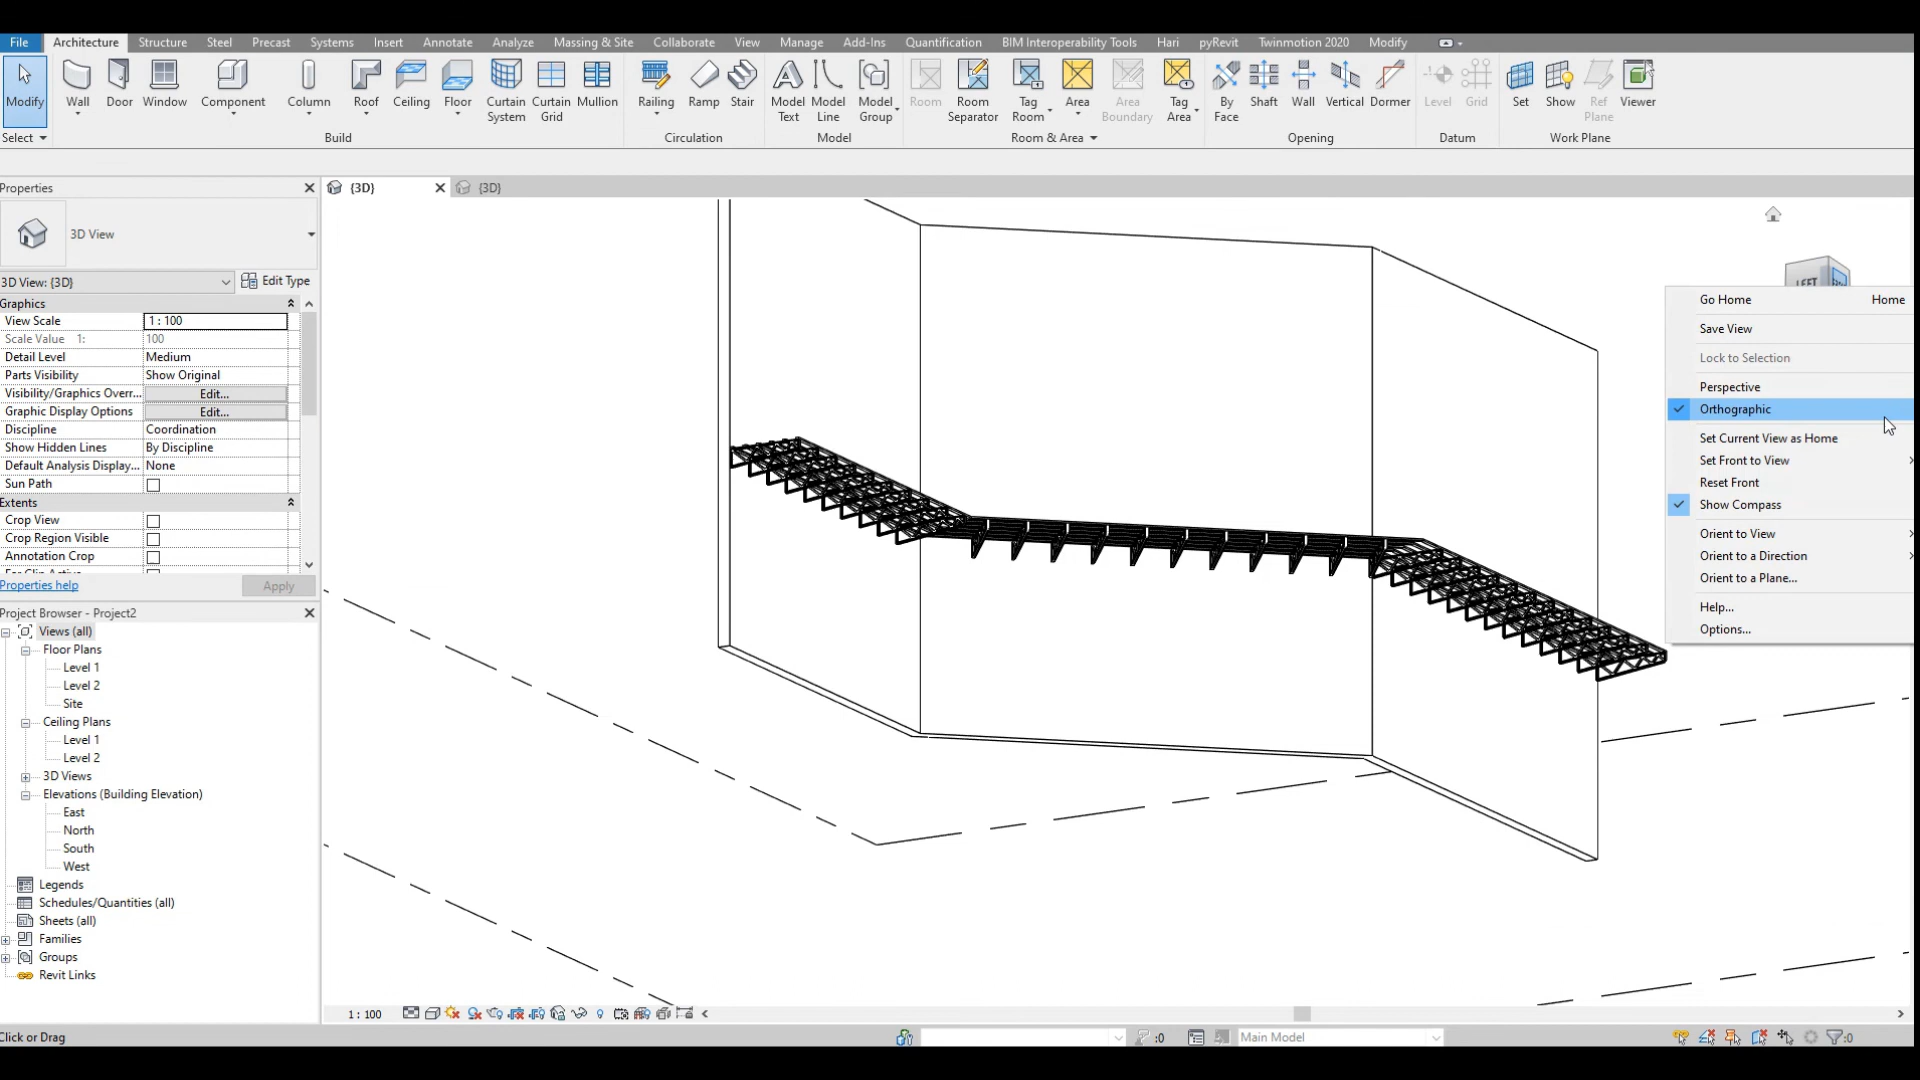 File Architecture Structure Steel Precast Systems Insert Annotate Analyze Massing & Site Collaborate View Manage Add-Ins Quantification BIM Interoperability Tools Hari pyRevit Twinmotion 2020 Modify
Modify Wall Door Window Component Column Roof Ceiling Floor Curtain System Curtain Grid Mullion Railing Ramp Stair Model Text Model Line Model Group Room Room Separator Tag Room Area Area Boundary Tag Area By Face Shaft Wall Vertical Dormer Level Grid Set Show Ref Plane Viewer
Select Build Circulation Model Room & Area Opening Datum Work Plane
Properties
{3D} {3D}
3D View
3D View: {3D} Edit Type
Graphics
View Scale 1 : 100
Scale Value 1: 100
Detail Level Medium
Parts Visibility Show Original
Visibility/Graphics Overr... Edit...
Graphic Display Options Edit...
Discipline Coordination
Show Hidden Lines By Discipline
Default Analysis Display... None
Sun Path
Extents
Crop View
Crop Region Visible
Annotation Crop
Properties help Apply
Project Browser - Project2
Views (all)
Floor Plans
Level 1
Level 2
Site
Ceiling Plans
Level 1
Level 2
3D Views
Elevations (Building Elevation)
East
North
South
West
Legends
Schedules/Quantities (all)
Sheets (all)
Families
Groups
Revit Links
LEFT
Go Home Home
Save View
Lock to Selection
Perspective
Orthographic
Set Current View as Home
Set Front to View
Reset Front
Show Compass
Orient to View
Orient to a Direction
Orient to a Plane...
Help...
Options...
1 : 100
Click or Drag :0 Main Model :0